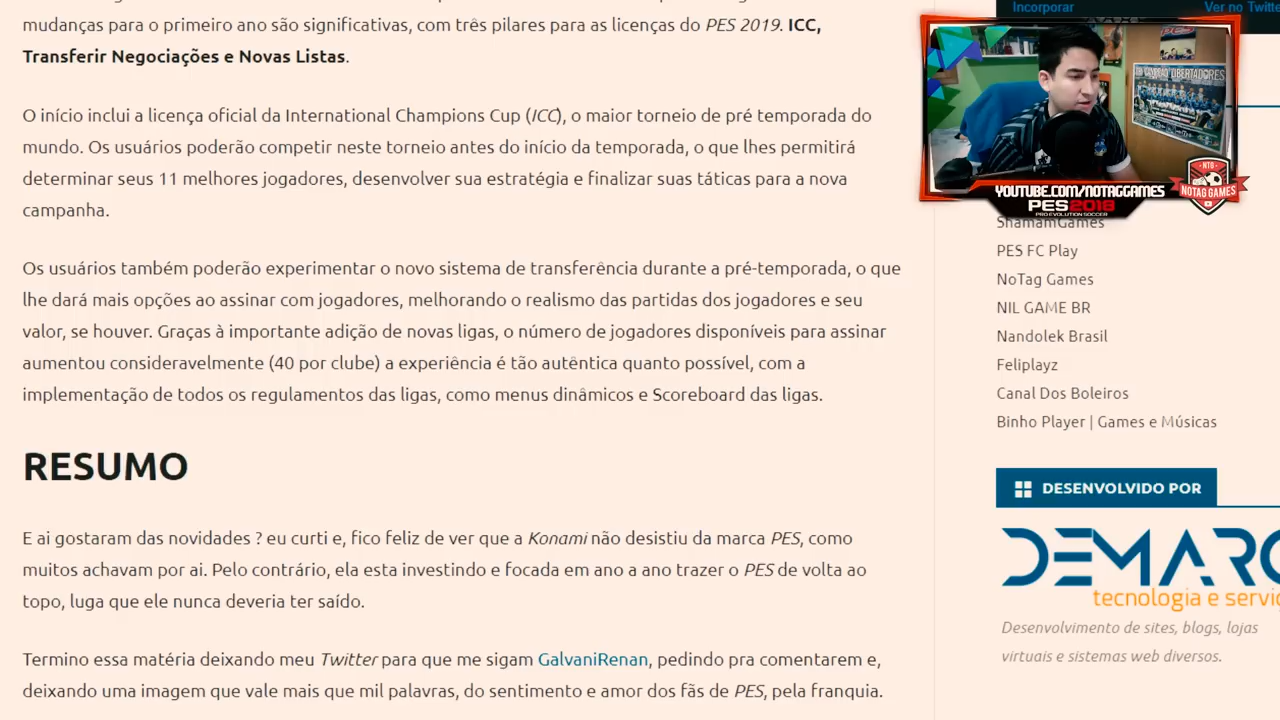 mudanças para o primeiro ano são significativas, com três pilares para as licenças do PES 2019. ICC,
Transferir Negociações e Novas Listas.
O início inclui a licença oficial da International Champions Cup (ICC), o maior torneio de pré temporada do
mundo. Os usuários poderão competir neste torneio antes do início da temporada, o que lhes permitirá
determinar seus 11 melhores jogadores, desenvolver sua estratégia e finalizar suas táticas para a nova
campanha.
Os usuários também poderão experimentar o novo sistema de transferência durante a pré-temporada, o que
lhe dará mais opções ao assinar com jogadores, melhorando o realismo das partidas dos jogadores e seu
valor, se houver. Graças à importante adição de novas ligas, o número de jogadores disponíveis para assinar
aumentou consideravelmente (40 por clube) a experiência é tão autêntica quanto possível, com a
implementação de todos os regulamentos das ligas, como menus dinâmicos e Scoreboard das ligas.
RESUMO
E ai gostaram das novidades ? eu curti e, fico feliz de ver que a Konami não desistiu da marca PES, como
muitos achavam por ai. Pelo contrário, ela esta investindo e focada em ano a ano trazer o PES de volta ao
topo, luga que ele nunca deveria ter saído.
Termino essa matéria deixando meu Twitter para que me sigam GalvaniRenan, pedindo pra comentarem e,
deixando uma imagem que vale mais que mil palavras, do sentimento e amor dos fãs de PES, pela franquia.
Incorporar
Ver no Twitte
LIBERTADORES
YOUTUBE.COM/NOTAGGAMES
PES2018
PRO EVOLUTION SOCCER
NTG
NOTAG GAMES
ShamamGames
PES FC Play
NoTag Games
NIL GAME BR
Nandolek Brasil
Feliplayz
Canal Dos Boleiros
Binho Player | Games e Músicas
DESENVOLVIDO POR
DEMARC
tecnologia e serviç
Desenvolvimento de sites, blogs, lojas
virtuais e sistemas web diversos.